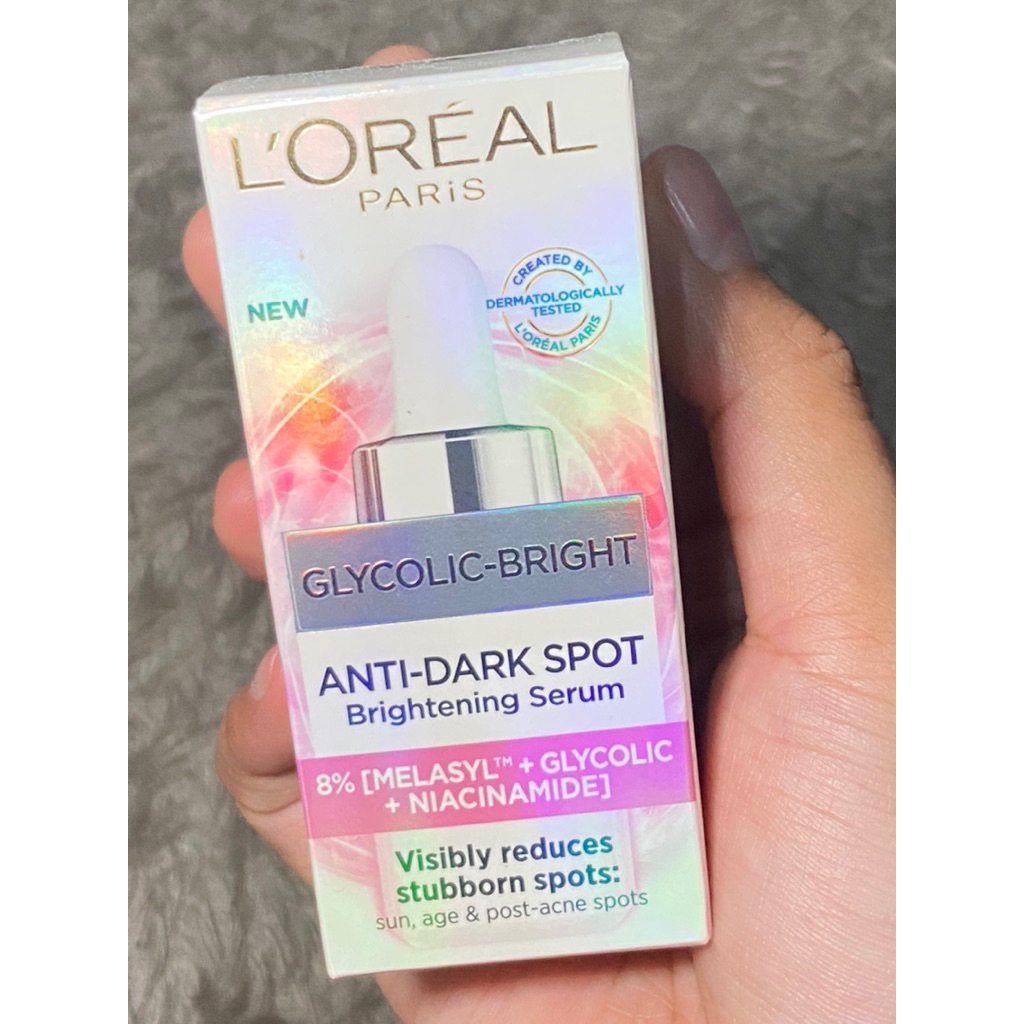 L'ORÉAL
PARiS
NEW
CREATED BY
DERMATOLOGICALLY
TESTED
L'ORÉAL PARIS
GLYCOLIC-BRIGHT
ANTI-DARK SPOT
Brightening Serum
8% [MELASYL™ + GLYCOLIC
+ NIACINAMIDE]
Visibly reduces
stubborn spots:
sun, age & post-acne spots